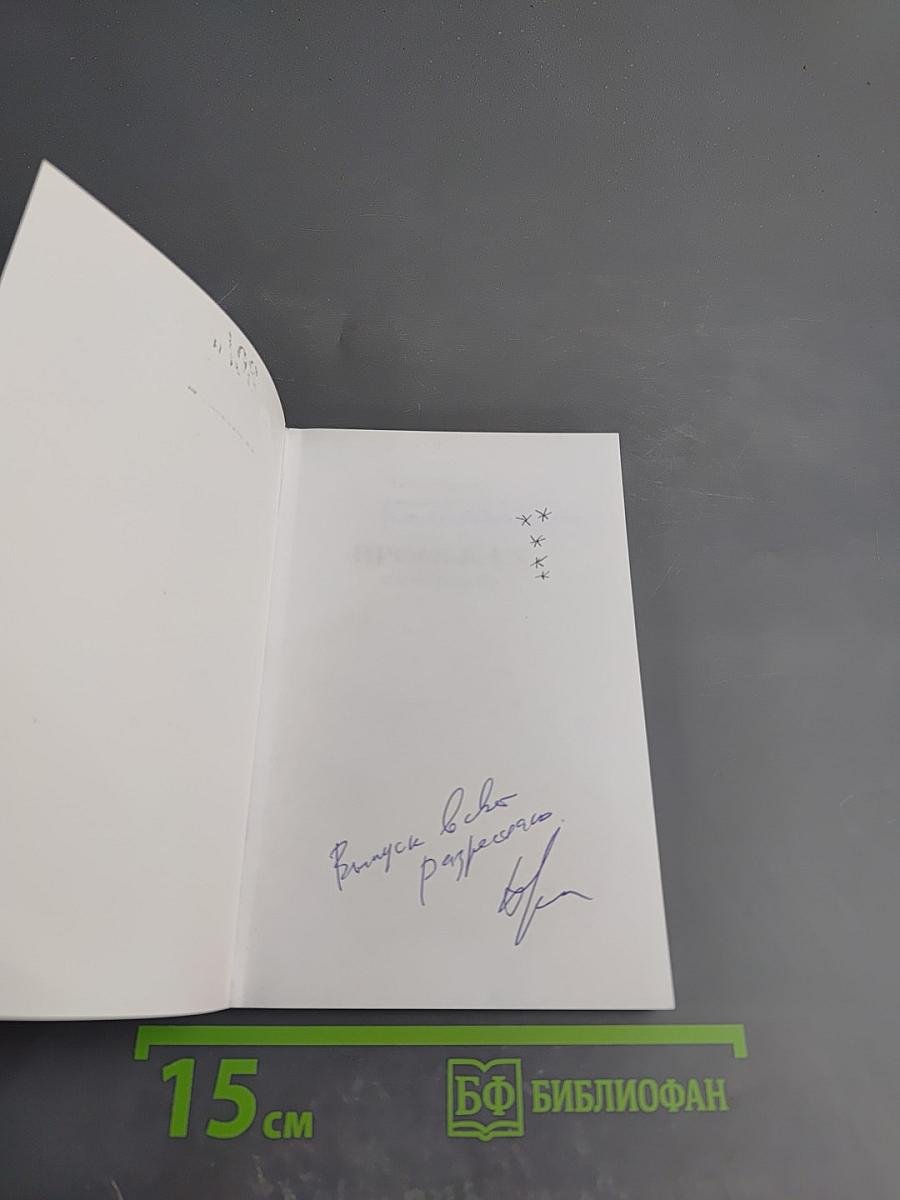 * *
*
*
*
Выпуск в свет
разрешаю.
15 см
БФ БИБЛИОФАН